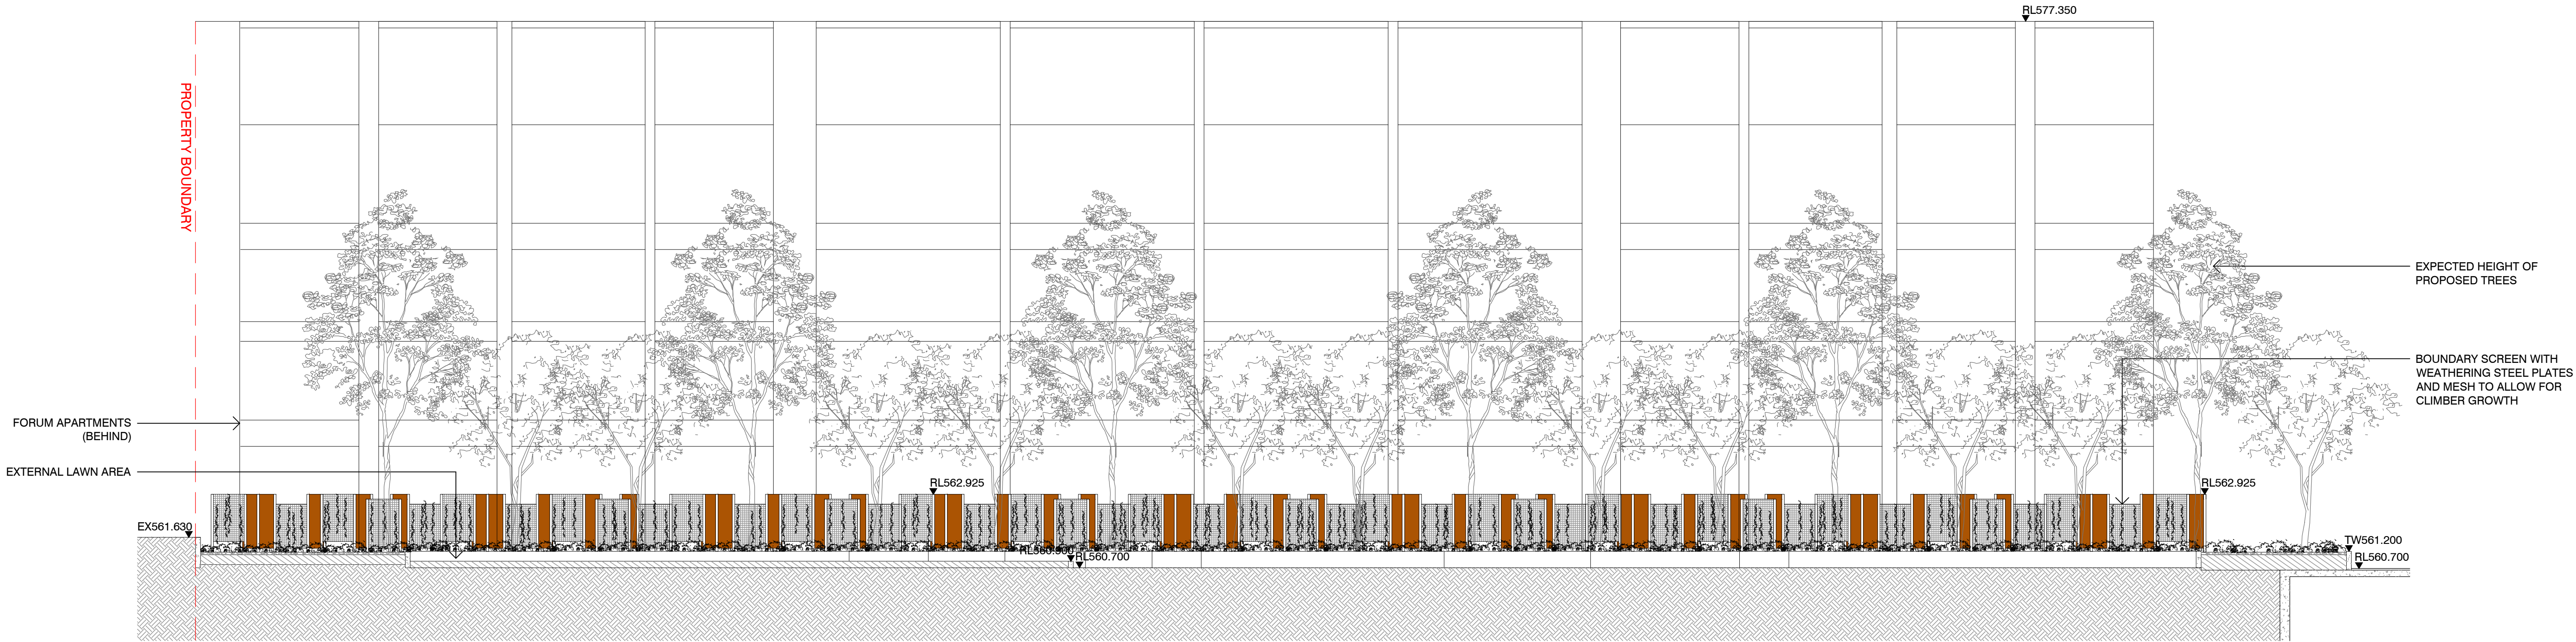 RL577.350
PROPERTY BOUNDARY
EXPECTED HEIGHT OF
PROPOSED TREES
BOUNDARY SCREEN WITH
WEATHERING STEEL PLATES
AND MESH TO ALLOW FOR
CLIMBER GROWTH
FORUM APARTMENTS
(BEHIND)
EXTERNAL LAWN AREA
RL562.925
RL562.925
EX561.630
TW561.200
RL560.900
RL560.700
RL560.700